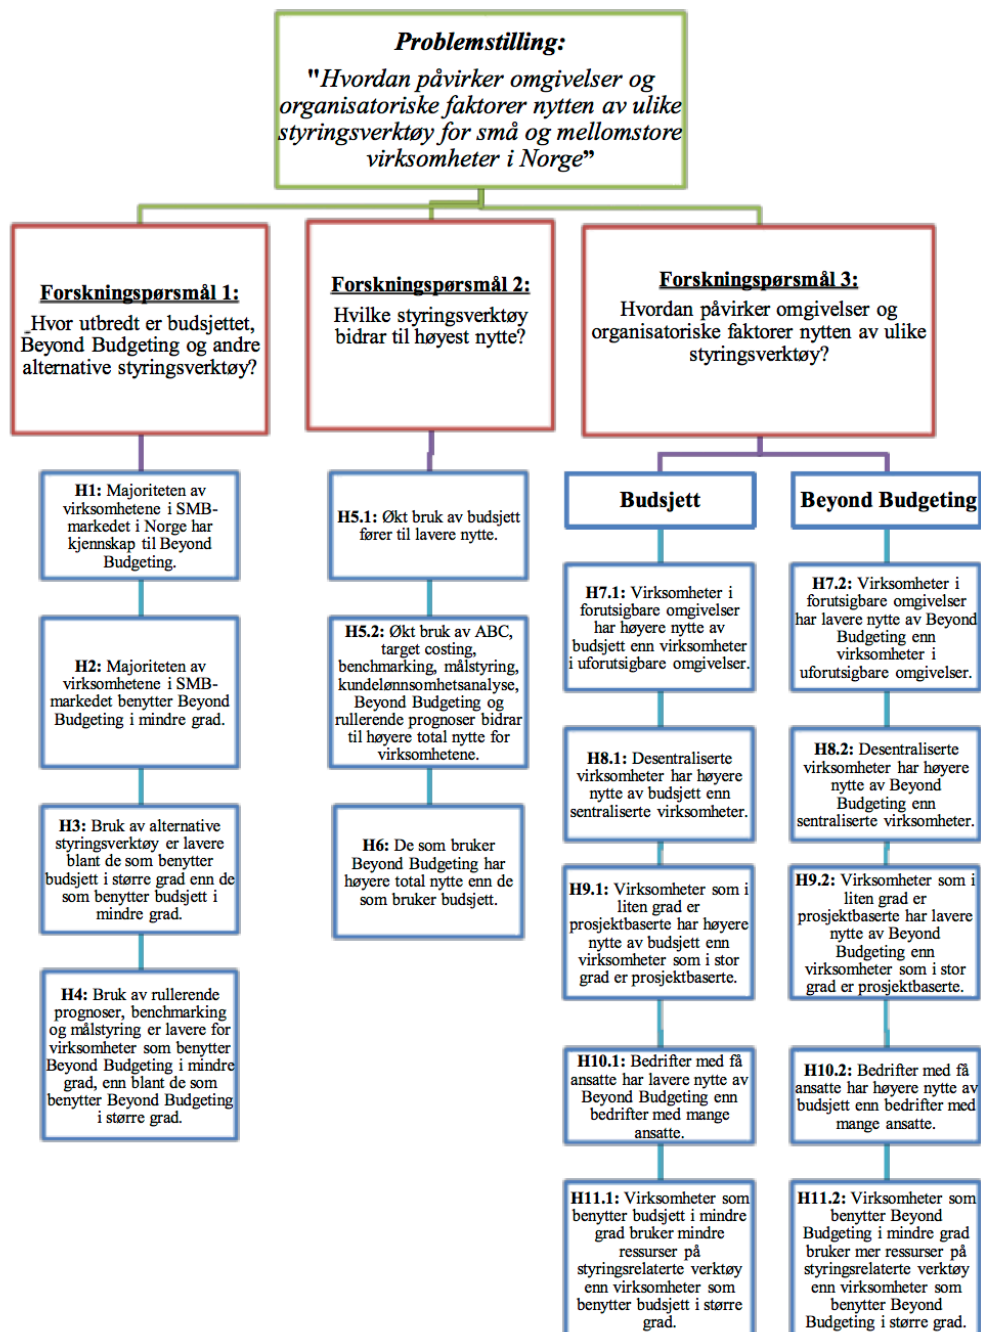 Problemstilling:
"Hvordan påvirker omgivelser og
organisatoriske faktorer nytten av ulike
styringsverktøy for små og mellomstore
virksomheter i Norge”
Forskningspørsmål 1:
Hvor utbredt er budsjettet,
Beyond Budgeting og andre
alternative styringsverktøy?
Forskningspørsmål 2:
Hvilke styringsverktøy
bidrar til høyest nytte?
Forskningspørsmål 3:
Hvordan påvirker omgivelser og
organisatoriske faktorer nytten av ulike
styringsverktøy?
H1: Majoriteten av
virksomhetene i SMB-
markedet i Norge har
kjennskap til Beyond
Budgeting.
H2: Majoriteten av
virksomhetene i SMB-
markedet benytter Beyond
Budgeting i mindre grad.
H3: Bruk av alternative
styringsverktøy er lavere
blant de som benytter
budsjett i større grad enn de
som benytter budsjett i
mindre grad.
H4: Bruk av rullerende
prognoser, benchmarking
og målstyring er lavere for
virksomheter som benytter
Beyond Budgeting i mindre
grad, enn blant de som
benytter Beyond Budgeting
i større grad.
H5.1: Økt bruk av budsjett
fører til lavere nytte.
H5.2: Økt bruk av ABC,
target costing,
benchmarking, målstyring,
kundelønnsomhetsanalyse,
Beyond Budgeting og
rullerende prognoser bidrar
til høyere total nytte for
virksomhetene.
H6: De som bruker
Beyond Budgeting har
høyere total nytte enn de
som bruker budsjett.
Budsjett
H7.1: Virksomheter i
forutsigbare omgivelser
har høyere nytte av
budsjett enn virksomheter
i uforutsigbare omgivelser.
H8.1: Desentraliserte
virksomheter har høyere
nytte av budsjett enn
sentraliserte virksomheter.
H9.1: Virksomheter som i
liten grad er
prosjektbaserte har høyere
nytte av budsjett enn
virksomheter som i stor
grad er prosjektbaserte.
H10.1: Bedrifter med få
ansatte har lavere nytte av
Beyond Budgeting enn
bedrifter med mange
ansatte.
H11.1: Virksomheter som
benytter budsjett i mindre
grad bruker mindre
ressurser på
styringsrelaterte verktøy
enn virksomheter som
benytter budsjett i større
grad.
Beyond Budgeting
H7.2: Virksomheter i
forutsigbare omgivelser
har lavere nytte av Beyond
Budgeting enn
virksomheter i
uforutsigbare omgivelser.
H8.2: Desentraliserte
virksomheter har høyere
nytte av Beyond
Budgeting enn
sentraliserte virksomheter.
H9.2: Virksomheter som i
liten grad er
prosjektbaserte har lavere
nytte av Beyond
Budgeting enn
virksomheter som i stor
grad er prosjektbaserte.
H10.2: Bedrifter med få
ansatte har høyere nytte av
budsjett enn bedrifter med
mange ansatte.
H11.2: Virksomheter som
benytter Beyond
Budgeting i mindre grad
bruker mer ressurser på
styringsrelaterte verktøy
enn virksomheter som
benytter Beyond
Budgeting i større grad.